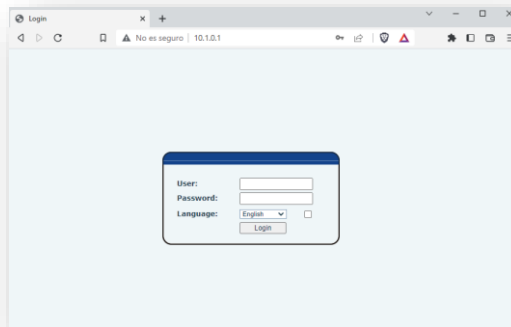 Login
No es seguro | 10.1.0.1
User:
Password:
Language: English
Login